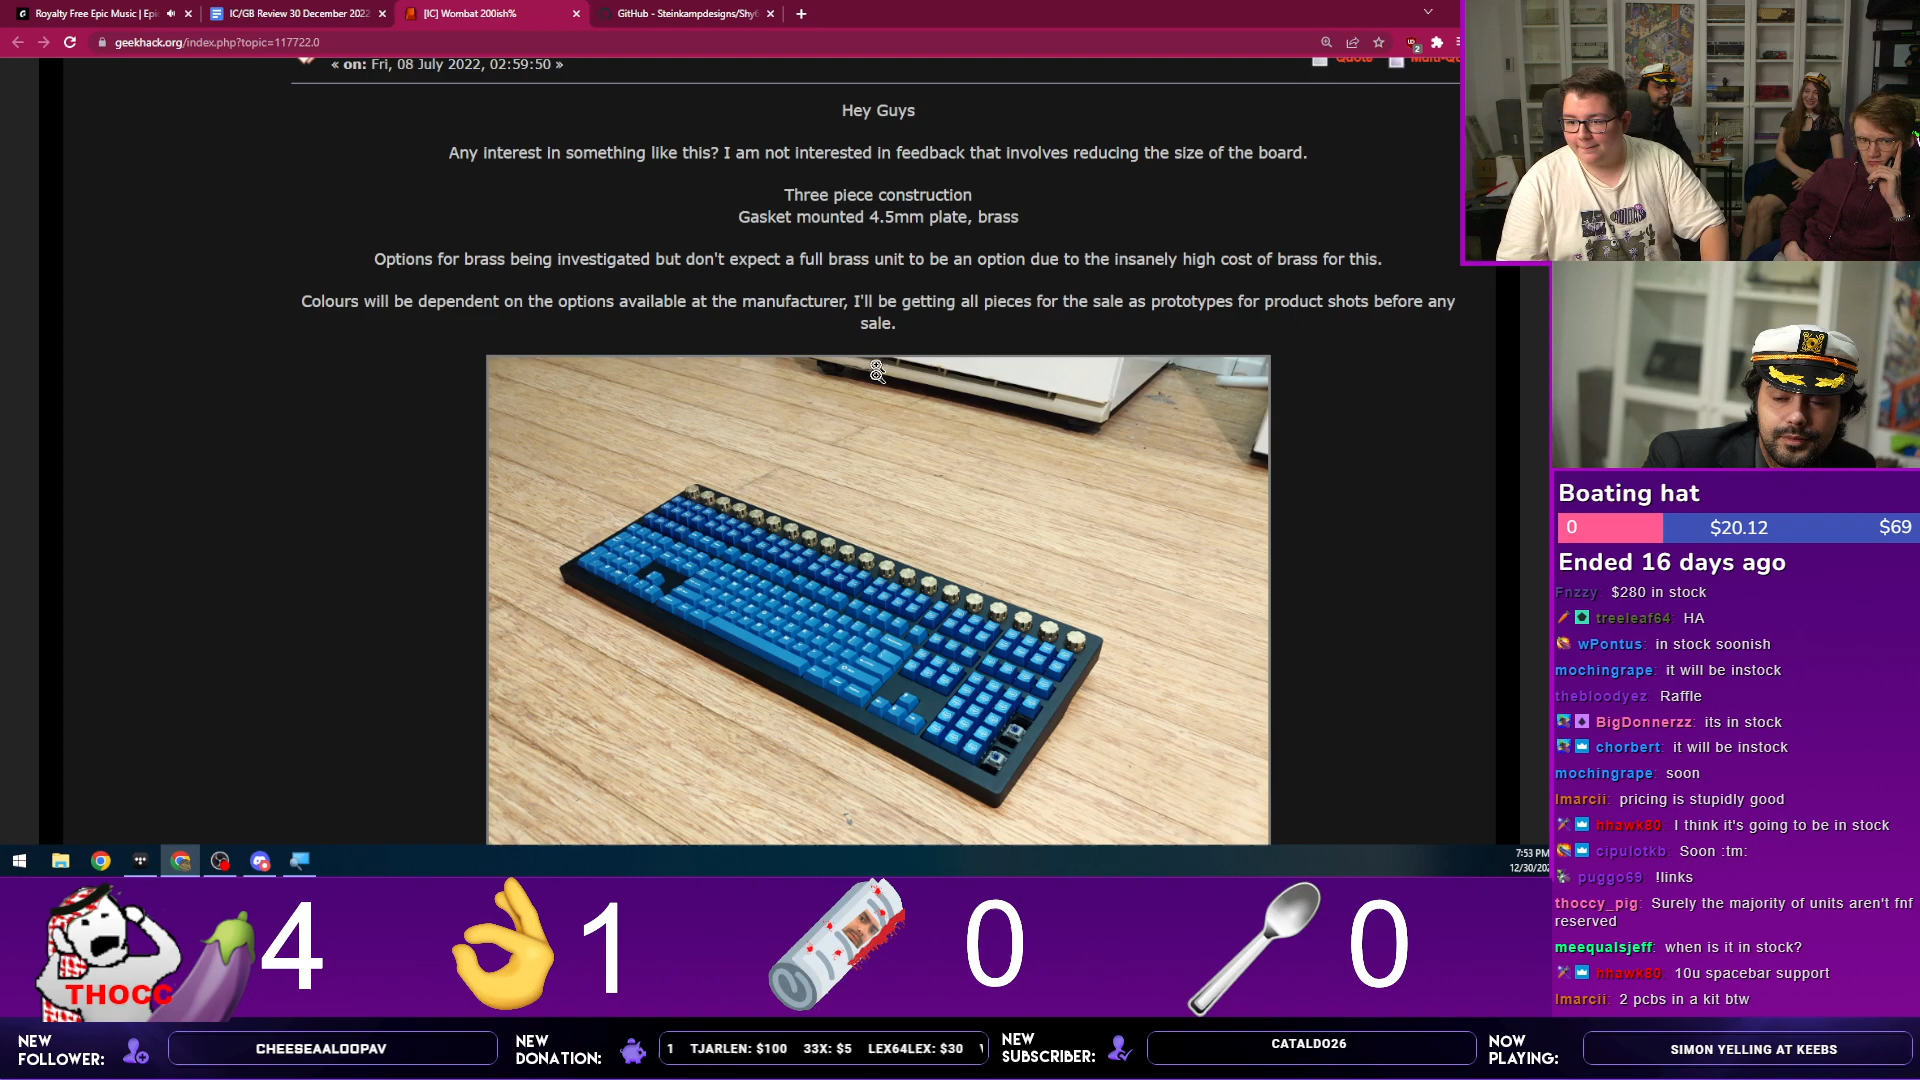 Royalty Free Epic Music | Epi
IC/GB Review 30 December 2022
[IC] Wombat 200ish%
GitHub - Steinkampdesigns/Shy6
geekhack.org/index.php?topic=117722.0
2
« on: Fri, 08 July 2022, 02:59:50 »
Quote
Multi-Qu
Hey Guys
Any interest in something like this? I am not interested in feedback that involves reducing the size of the board.
Three piece construction
Gasket mounted 4.5mm plate, brass
Options for brass being investigated but don't expect a full brass unit to be an option due to the insanely high cost of brass for this.
Colours will be dependent on the options available at the manufacturer, I'll be getting all pieces for the sale as prototypes for product shots before any
sale.
7:53 PM
12/30/202
Boating hat
0 $20.12 $69
Ended 16 days ago
Fnzzy: $280 in stock
treeleaf64: HA
wPontus: in stock soonish
mochingrape: it will be instock
thebloodyez: Raffle
BigDonnerzz: its in stock
chorbert: it will be instock
mochingrape: soon
lmarcii: pricing is stupidly good
hhawk80: I think it's going to be in stock
cipulotkb: Soon :tm:
puggo69: !links
thoccy_pig: Surely the majority of units aren't fnf
reserved
meequalsjeff: when is it in stock?
hhawk80: 10u spacebar support
lmarcii: 2 pcbs in a kit btw
THOCC
4
1
0
0
NEW
FOLLOWER:
CHEESEAALOOPAV
NEW
DONATION:
1 TJARLEN: $100 33X: $5 LEX64LEX: $30
NEW
SUBSCRIBER:
CATALDO26
NOW
PLAYING:
SIMON YELLING AT KEEBS